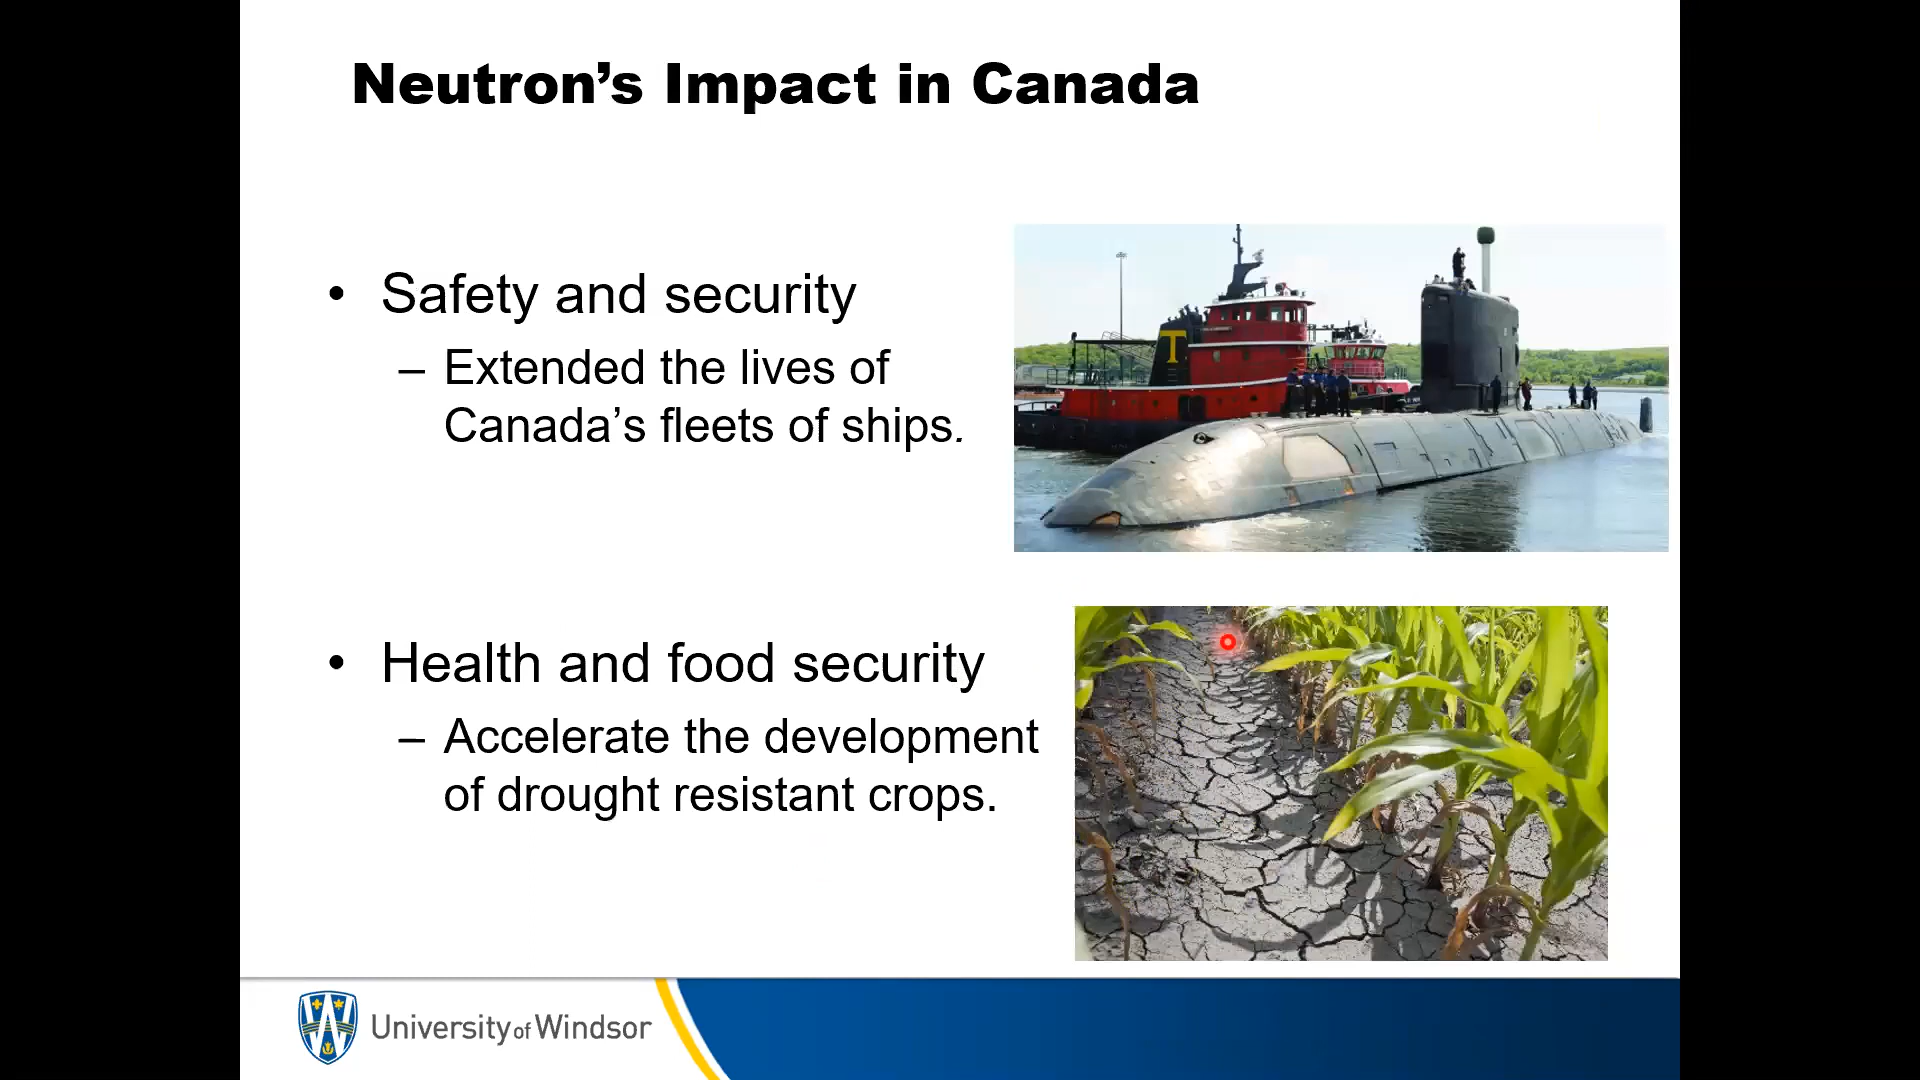 Neutron’s Impact in Canada
• Safety and security
– Extended the lives of
Canada’s fleets of ships.
T
• Health and food security
– Accelerate the development
of drought resistant crops.
University of Windsor